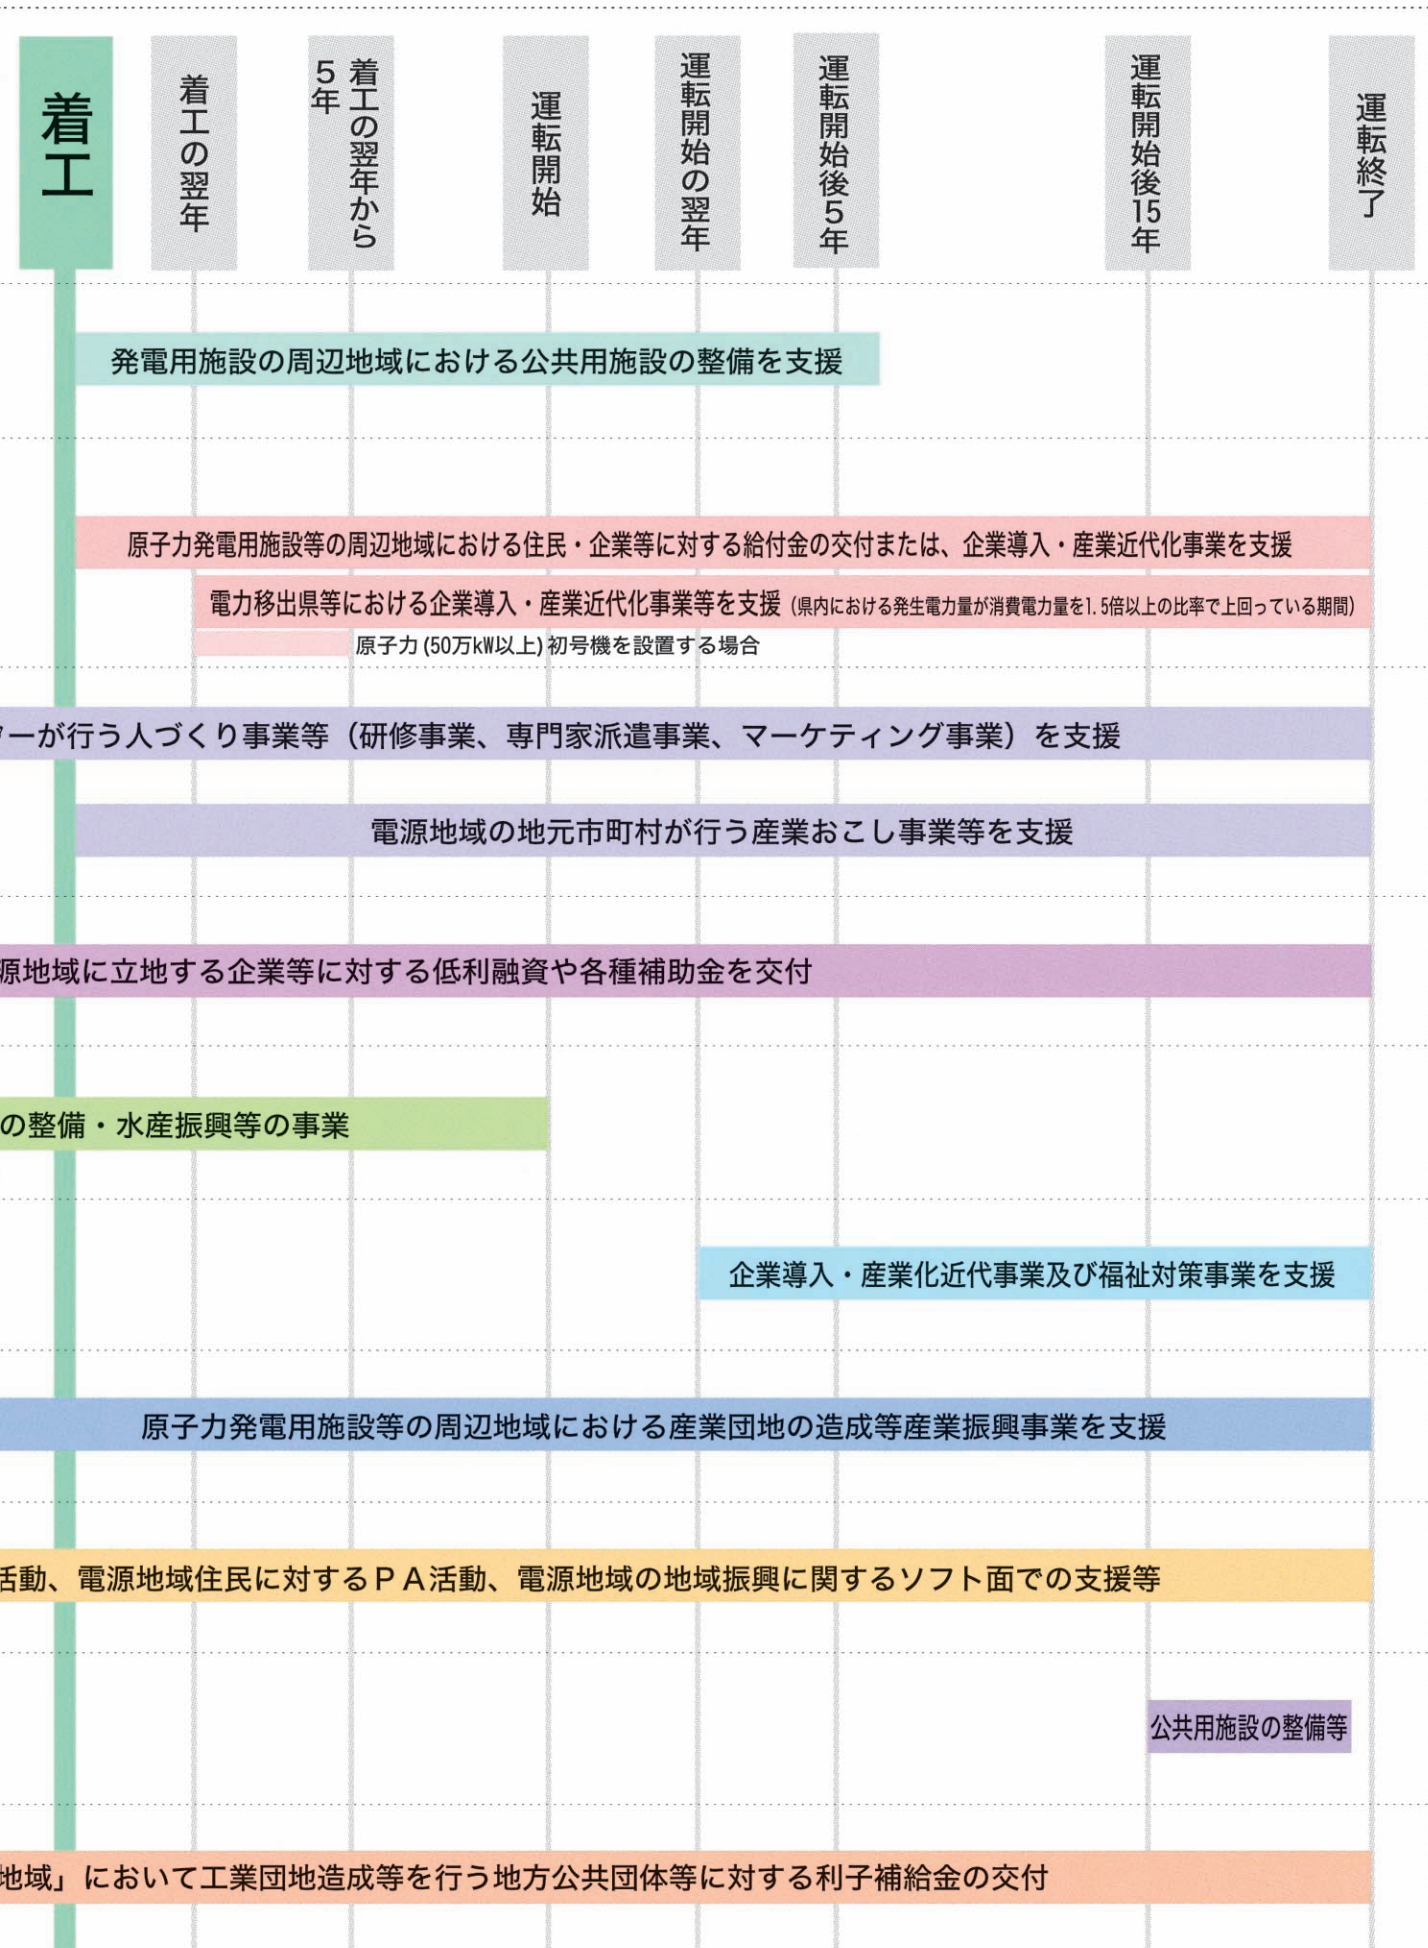 着工
着工の翌年
着工の翌年から
5年
運転開始
運転開始の翌年
運転開始後5年
運転開始後15年
運転終了
発電用施設の周辺地域における公共用施設の整備を支援
原子力発電用施設等の周辺地域における住民・企業等に対する給付金の交付または、企業導入・産業近代化事業を支援
電力移出県等における企業導入・産業近代化事業等を支援（県内における発生電力量が消費電力量を1.5倍以上の比率で上回っている期間）
原子力(50万kW以上)初号機を設置する場合
ーが行う人づくり事業等（研修事業、専門家派遣事業、マーケティング事業）を支援
電源地域の地元市町村が行う産業おこし事業等を支援
源地域に立地する企業等に対する低利融資や各種補助金を交付
の整備・水産振興等の事業
企業導入・産業化近代事業及び福祉対策事業を支援
原子力発電用施設等の周辺地域における産業団地の造成等産業振興事業を支援
活動、電源地域住民に対するＰＡ活動、電源地域の地域振興に関するソフト面での支援等
公共用施設の整備等
地域」において工業団地造成等を行う地方公共団体等に対する利子補給金の交付